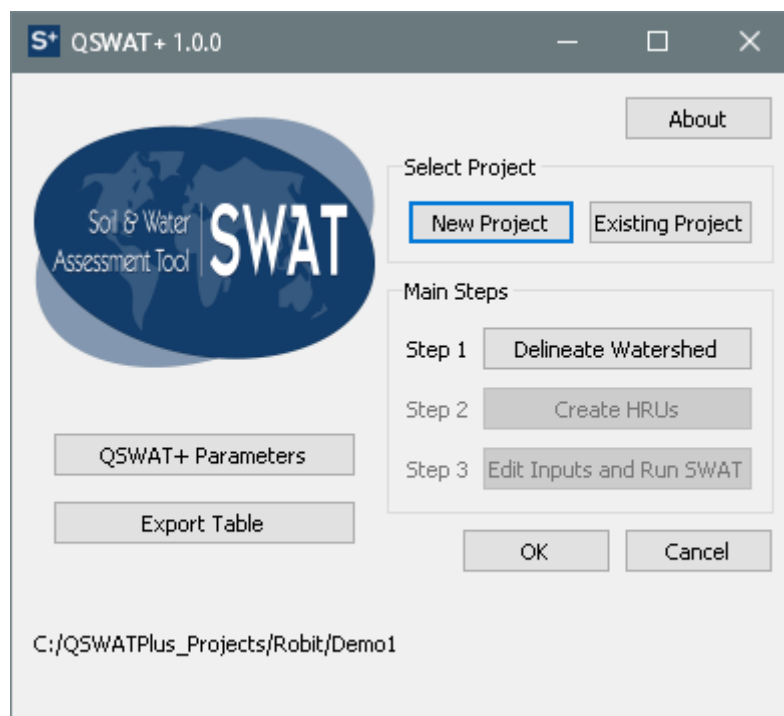 S+ QSWAT+ 1.0.0
About
Soil & Water
Assessment Tool
SWAT
Select Project
New Project Existing Project
Main Steps
Step 1 Delineate Watershed
Step 2 Create HRUs
Step 3 Edit Inputs and Run SWAT
QSWAT+ Parameters
Export Table
OK Cancel
C:/QSWATPlus_Projects/Robit/Demo1